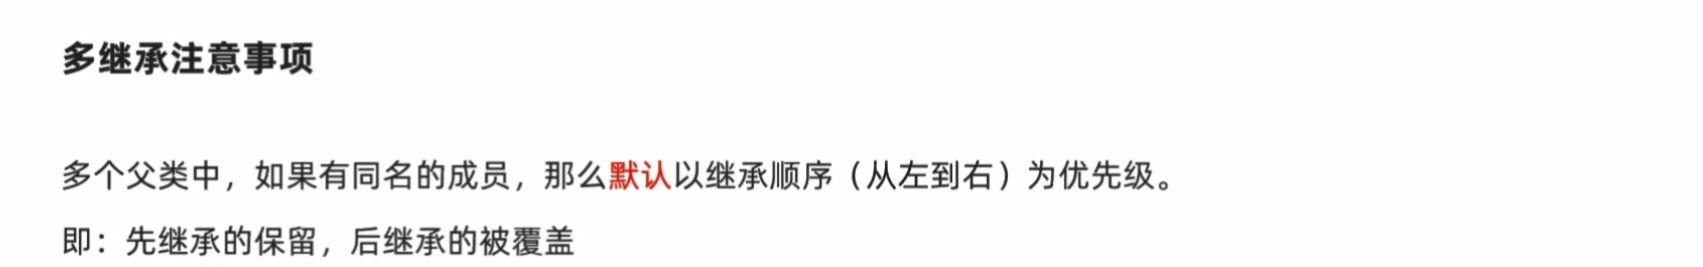 多继承注意事项
多个父类中，如果有同名的成员，那么默认以继承顺序（从左到右）为优先级。
即：先继承的保留，后继承的被覆盖